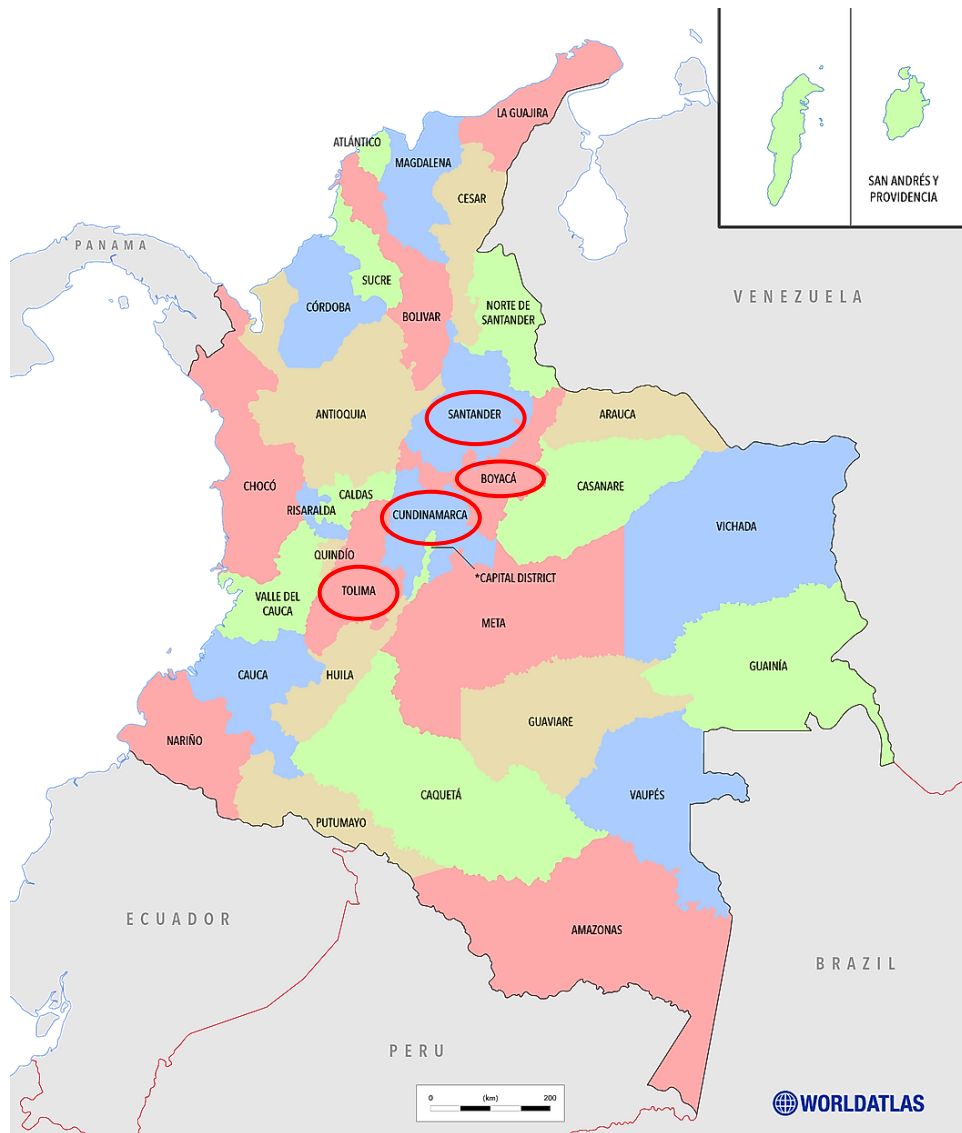 LA GUAJIRA
ATLÁNTICO
MAGDALENA
CESAR
SAN ANDRÉS Y
PROVIDENCIA
PANAMA
SUCRE
VENEZUELA
CÓRDOBA
BOLIVAR
NORTE DE
SANTANDER
ANTIOQUIA
SANTANDER
ARAUCA
CHOCÓ
CALDAS
BOYACÁ
CASANARE
RISARALDA
CUNDINAMARCA
VICHADA
QUINDÍO
*CAPITAL DISTRICT
TOLIMA
VALLE DEL
CAUCA
META
CAUCA
HUILA
GUAINÍA
NARIÑO
GUAVIARE
CAQUETÁ
VAUPÉS
PUTUMAYO
ECUADOR
AMAZONAS
BRAZIL
PERU
0 (km) 200
WORLDATLAS